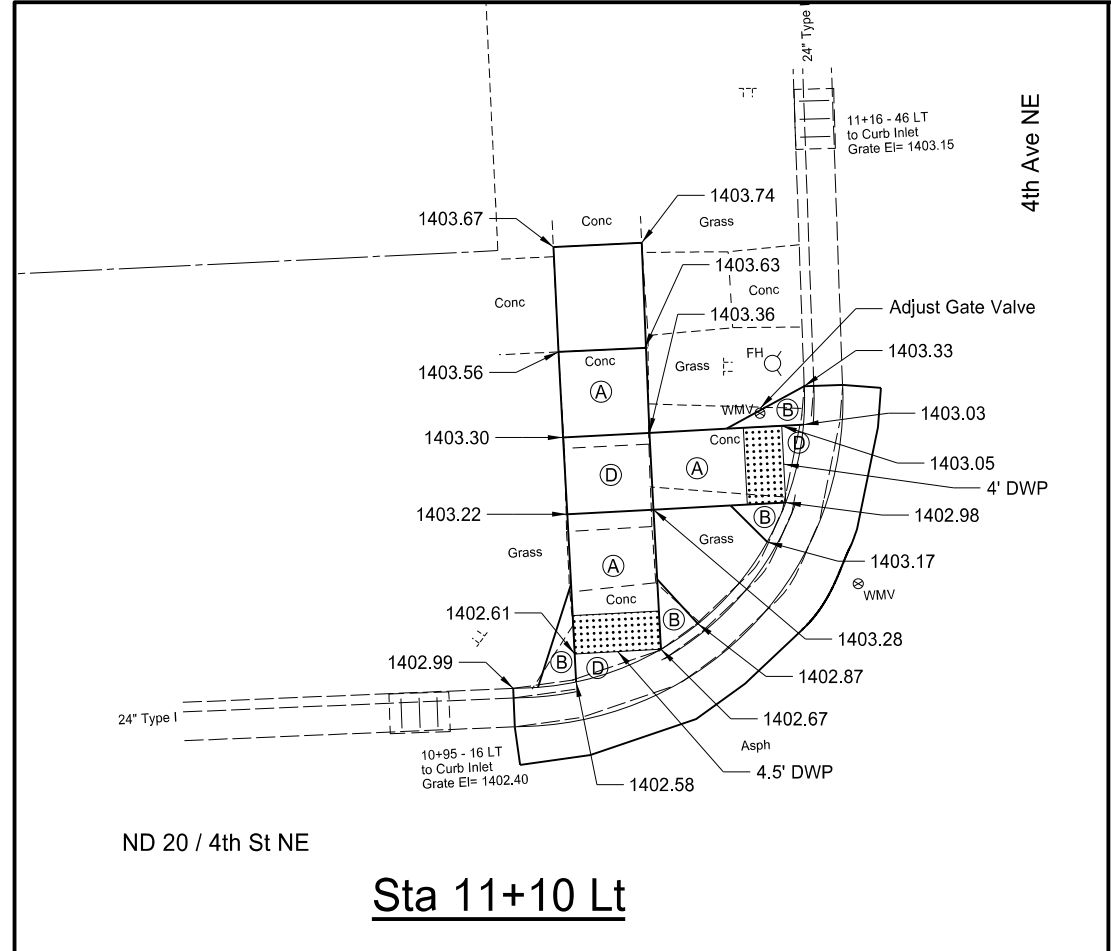 24" Type I
11+16 - 46 LT
to Curb Inlet
Grate El= 1403.15
4th Ave NE
1403.67
Conc
1403.74
Grass
1403.63
Conc
Conc
1403.36
Adjust Gate Valve
1403.56
Conc
A
Grass
FH
1403.33
WMV
B
1403.03
1403.30
Conc
D
D
A
1403.05
4' DWP
1403.22
B
1402.98
Grass
A
Grass
1403.17
WMV
Conc
1402.61
B
1403.28
1402.99
B
D
1402.87
24" Type I
1402.67
Asph
10+95 - 16 LT
to Curb Inlet
Grate El= 1402.40
4.5' DWP
1402.58
ND 20 / 4th St NE
Sta 11+10 Lt